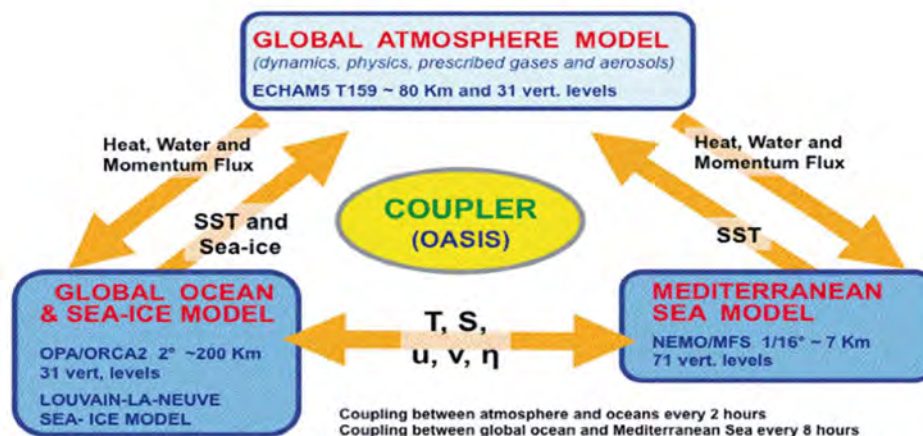 GLOBAL ATMOSPHERE MODEL
(dynamics, physics, prescribed gases and aerosols)
ECHAM5 T159 ~ 80 Km and 31 vert. levels
Heat, Water and
Momentum Flux
Heat, Water and
Momentum Flux
SST and
Sea-ice
COUPLER
(OASIS)
SST
GLOBAL OCEAN
& SEA-ICE MODEL
OPA/ORCA2 2° ~200 Km
31 vert, levels
LOUVAIN-LA-NEUVE
SEA- ICE MODEL
T, S,
u, v, η
MEDITERRANEAN
SEA MODEL
NEMO/MFS 1/16° ~ 7 Km
71 vert. levels
Coupling between atmosphere and oceans every 2 hours
Coupling between global ocean and Mediterranean Sea every 8 hours